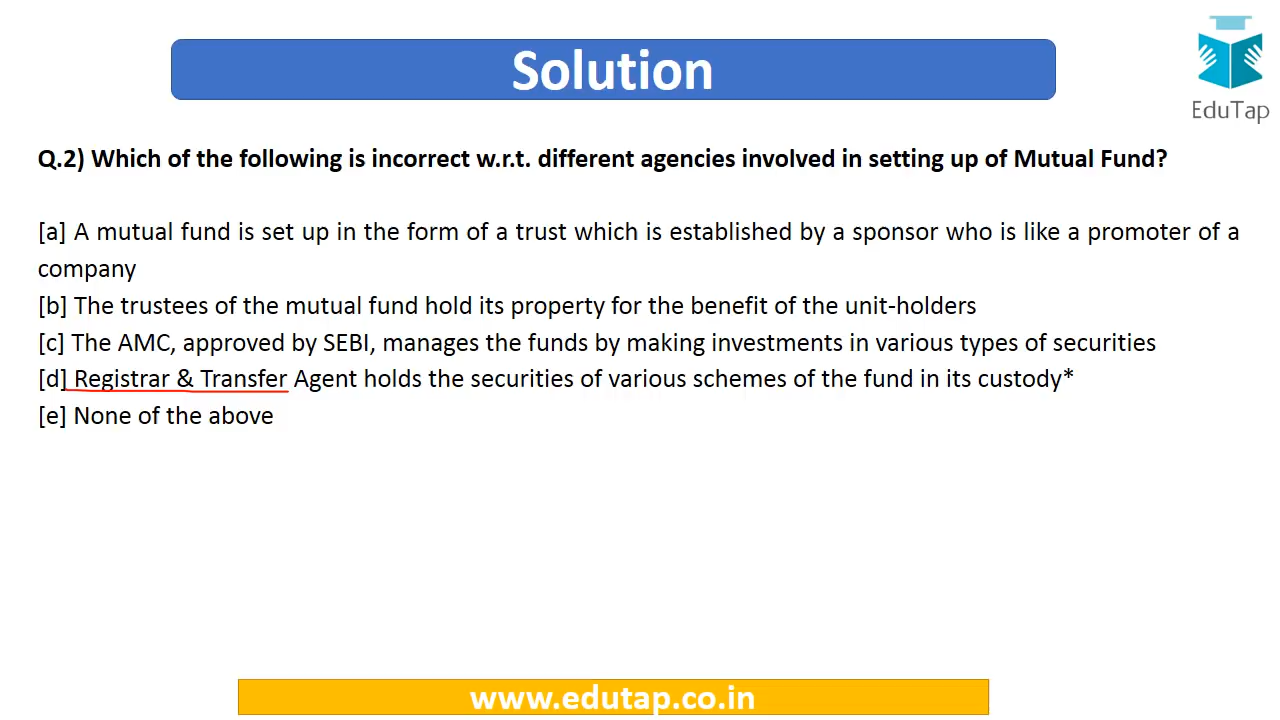 Solution
EduTap
Q.2) Which of the following is incorrect w.r.t. different agencies involved in setting up of Mutual Fund?
[a] A mutual fund is set up in the form of a trust which is established by a sponsor who is like a promoter of a
company
[b] The trustees of the mutual fund hold its property for the benefit of the unit-holders
[c] The AMC, approved by SEBI, manages the funds by making investments in various types of securities
[d] Registrar & Transfer Agent holds the securities of various schemes of the fund in its custody*
[e] None of the above
www.edutap.co.in